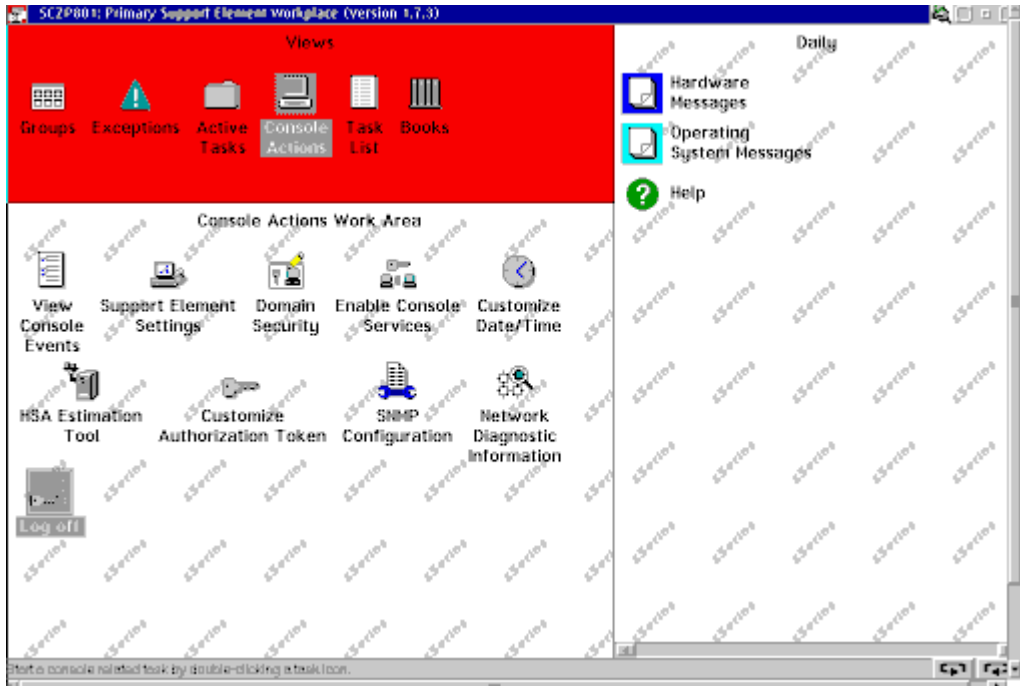 SCZP801: Primary Support Element Workplace (Version 1.7.3)
Views
Groups
Exceptions
Active
Tasks
Console
Actions
Task
List
Books
Console Actions Work Area
View
Console
Events
Support Element
Settings
Domain
Security
Enable Console
Services
Customize
Date/Time
HSA Estimation
Tool
Customize
Authorization Token
SNMP
Configuration
Network
Diagnostic
Information
Log off
Daily
Hardware
Messages
Operating
System Messages
Help
Start a console related task by double-clicking a task icon.